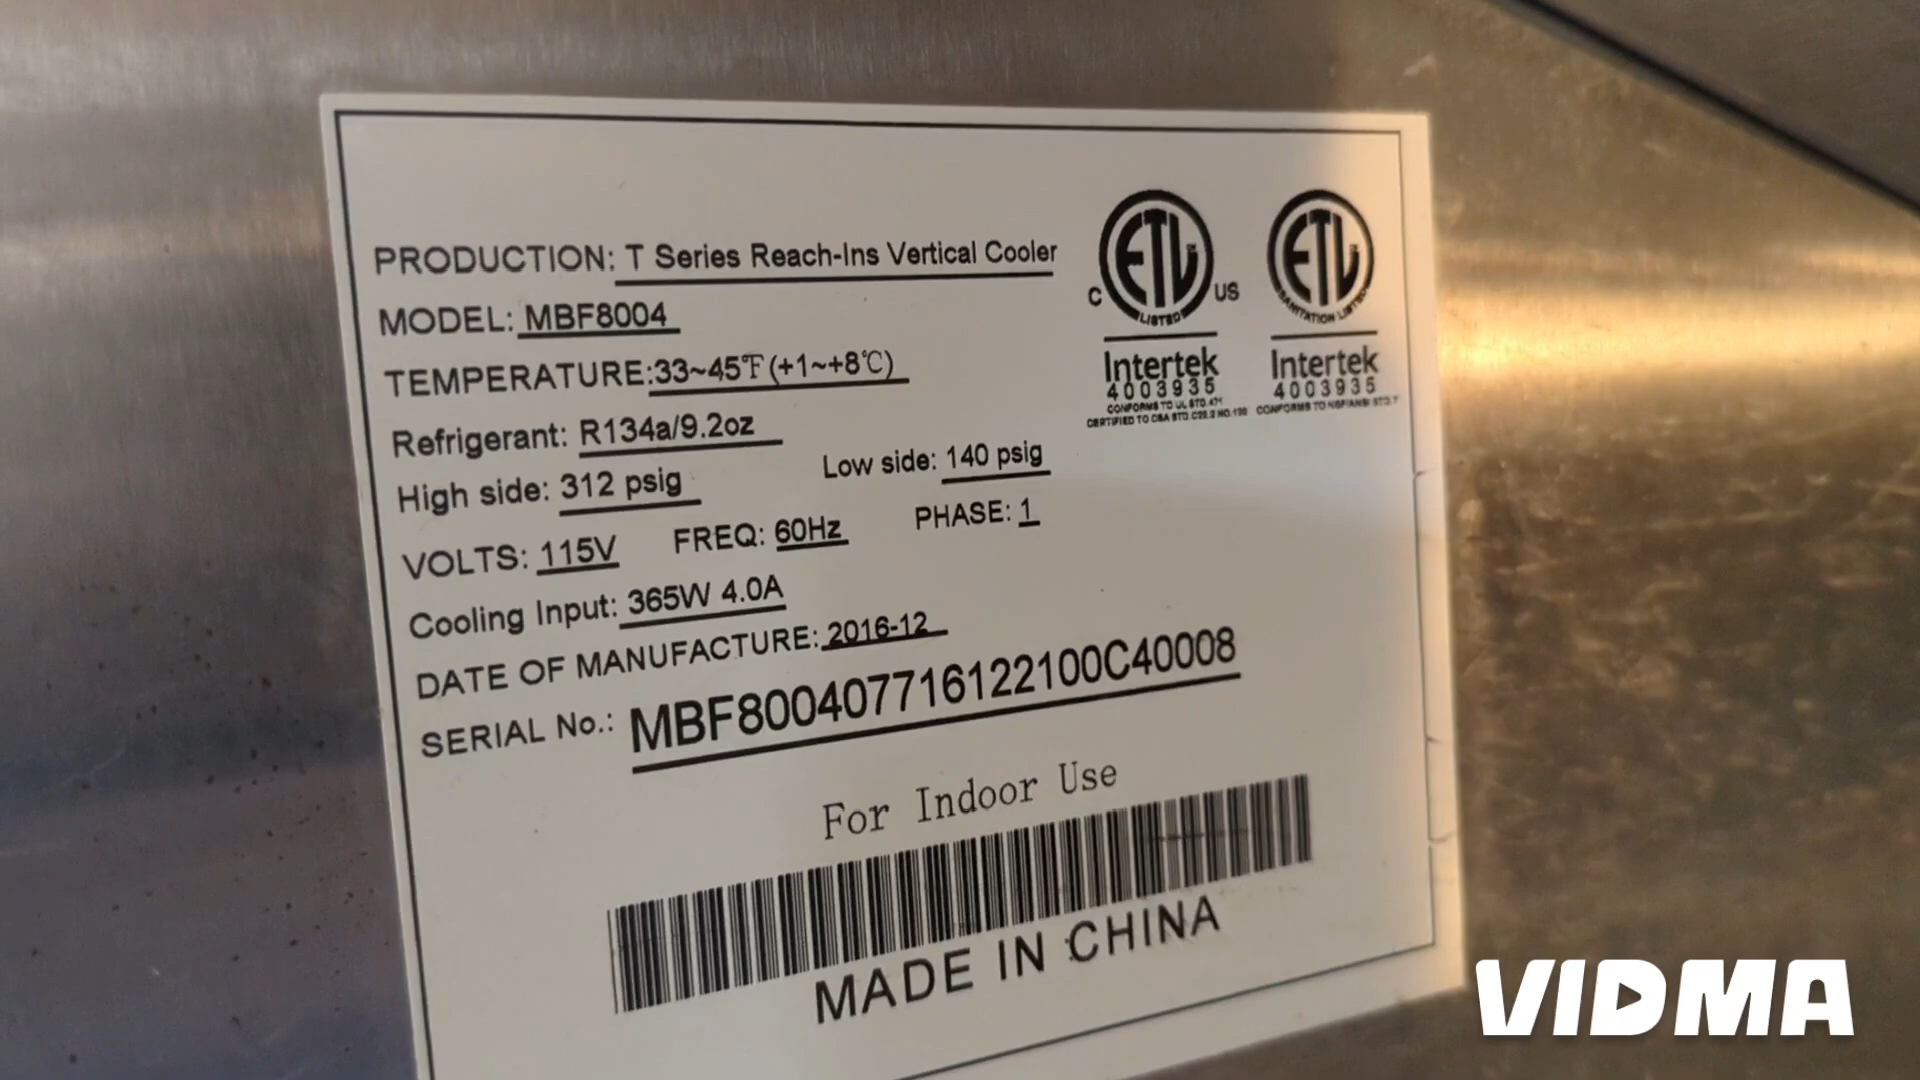 PRODUCTION: T Series Reach-Ins Vertical Cooler
MODEL: MBF8004
TEMPERATURE: 33~45℉ (+1~+8℃)
Refrigerant: R134a/9.2oz
High side: 312 psig Low side: 140 psig
VOLTS: 115V FREQ: 60Hz PHASE: 1
Cooling Input: 365W 4.0A
DATE OF MANUFACTURE: 2016-12
SERIAL No.: MBF800407716122100C40008
For Indoor Use
MADE IN CHINA
C ETL US
LISTED
Intertek
4003935
CONFORMS TO UL STD.471
CERTIFIED TO CSA STD C22.2 NO.120
ETL
SANITATION LISTED
Intertek
4003935
CONFORMS TO NSF/ANSI STD.7
VIDMA